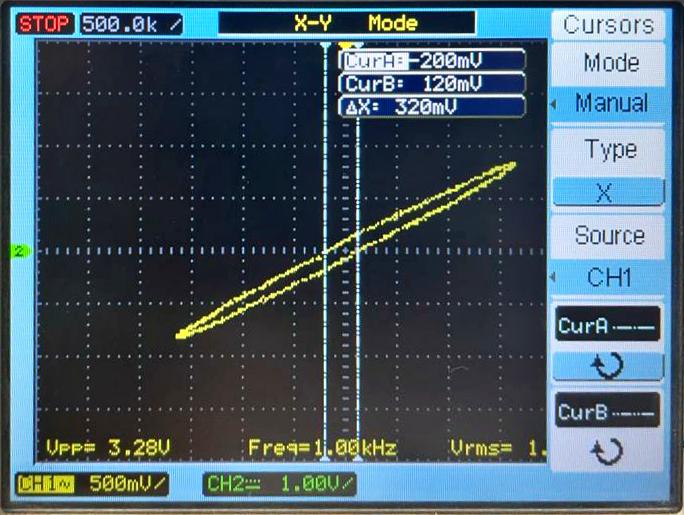 STOP 500.0k / X-Y Mode Cursors
CurA: -200mV
CurB: 120mV
ΔX: 320mV
Mode
Manual
Type
X
Source
CH1
CurA
CurB
2
Vpp= 3.28V Freq=1.00kHz Vrms= 1.
CH1~ 500mV/ CH2 1.00V/